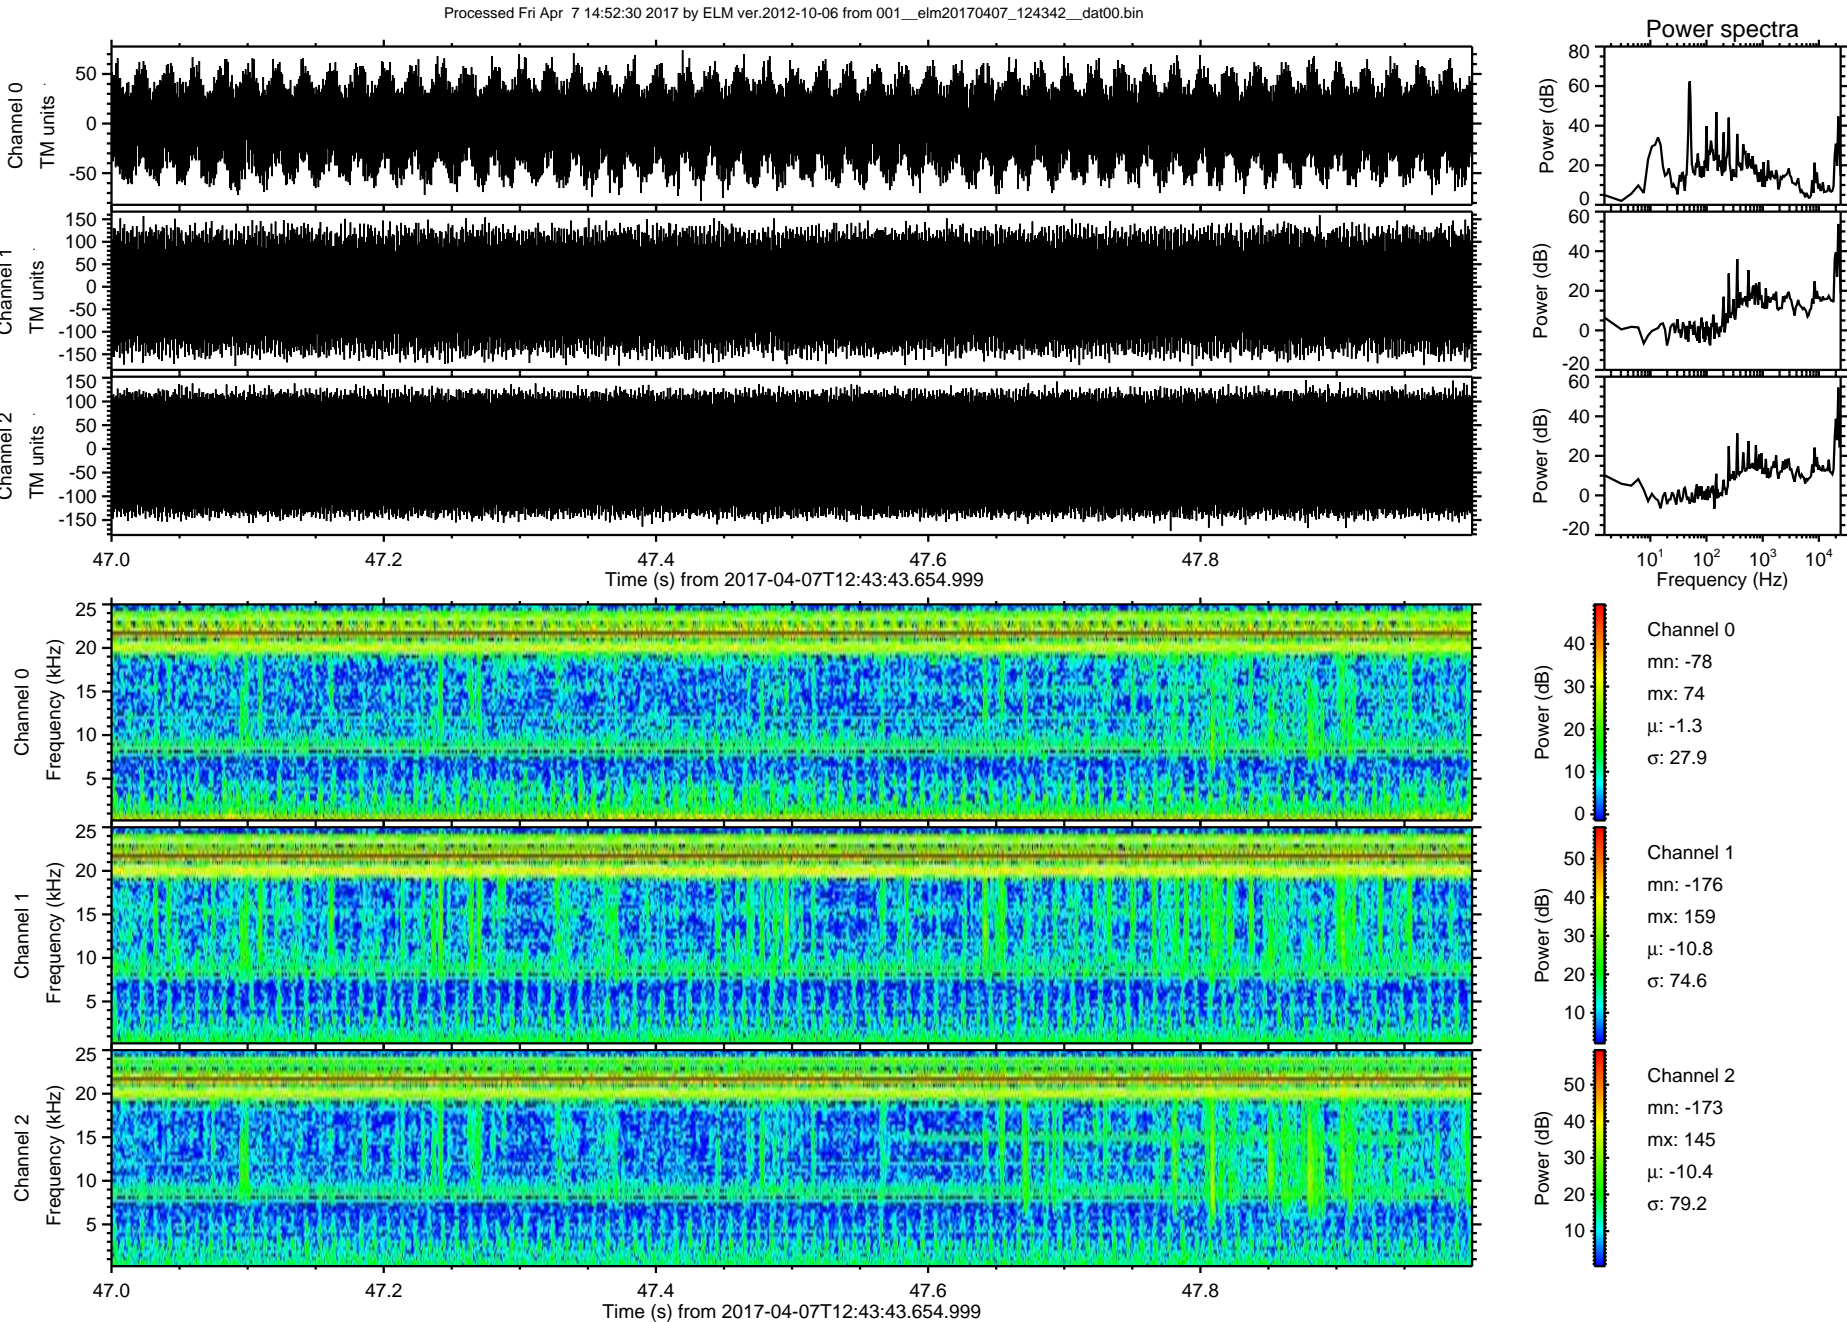 Processed Fri Apr 7 14:52:30 2017 by ELM ver.2012-10-06 from 001__elm20170407_124342__dat00.bin
Power spectra
Channel 0
TM units
50
0
-50
Power (dB)
80
60
40
20
0
Channel 1
TM units
150
100
50
0
-50
-100
-150
Power (dB)
60
40
20
0
-20
Channel 2
TM units
150
100
50
0
-50
-100
-150
Power (dB)
60
40
20
0
-20
47.0 47.2 47.4 47.6 47.8
Time (s) from 2017-04-07T12:43:43.654.999
10^1 10^2 10^3 10^4
Frequency (Hz)
Channel 0
Frequency (kHz)
25
20
15
10
5
Power (dB)
40
30
20
10
0
Channel 0
mn: -78
mx: 74
µ: -1.3
σ: 27.9
Channel 1
Frequency (kHz)
25
20
15
10
5
Power (dB)
50
40
30
20
10
Channel 1
mn: -176
mx: 159
µ: -10.8
σ: 74.6
Channel 2
Frequency (kHz)
25
20
15
10
5
Power (dB)
50
40
30
20
10
Channel 2
mn: -173
mx: 145
µ: -10.4
σ: 79.2
47.0 47.2 47.4 47.6 47.8
Time (s) from 2017-04-07T12:43:43.654.999